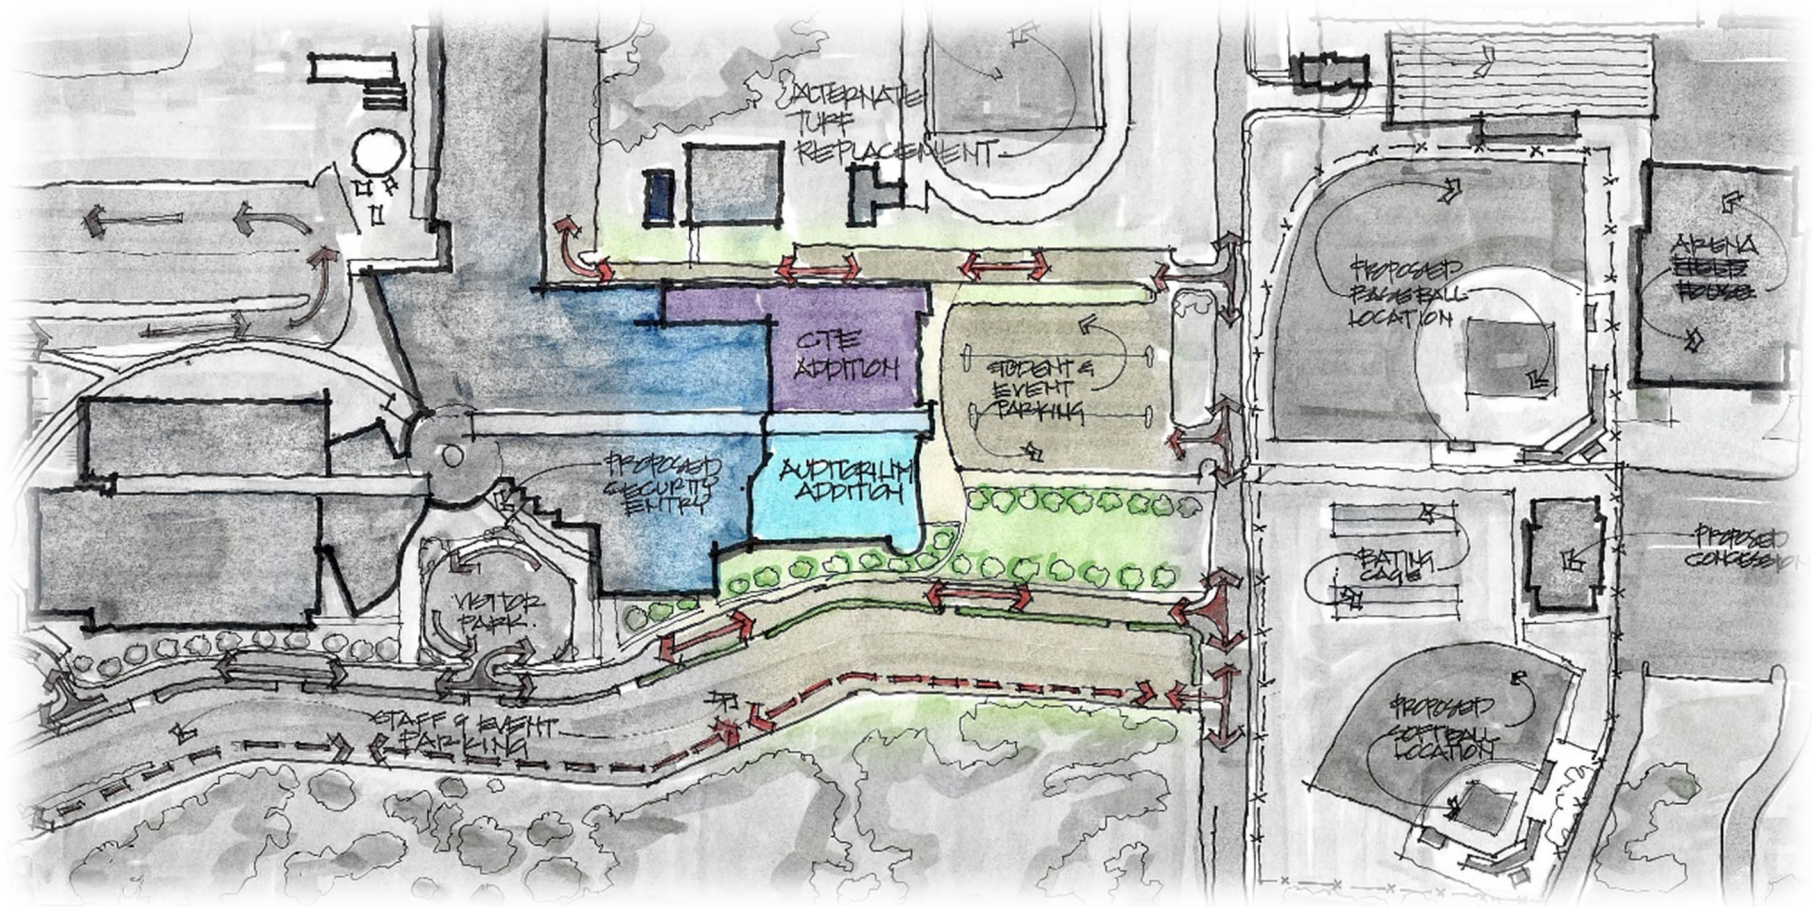 ALTERNATE
TURF
REPLACEMENT
CTE
ADDITION
STUDENT &
EVENT
PARKING
PROPOSED
BASEBALL
LOCATION
ARENA
FIELD
HOUSE
PROPOSED
SECURITY
ENTRY
AUDITORIUM
ADDITION
BATING
CAGE
PROPOSED
CONCESSION
VISITOR
PARK.
STAFF & EVENT
PARKING
PROPOSED
SOFTBALL
LOCATION